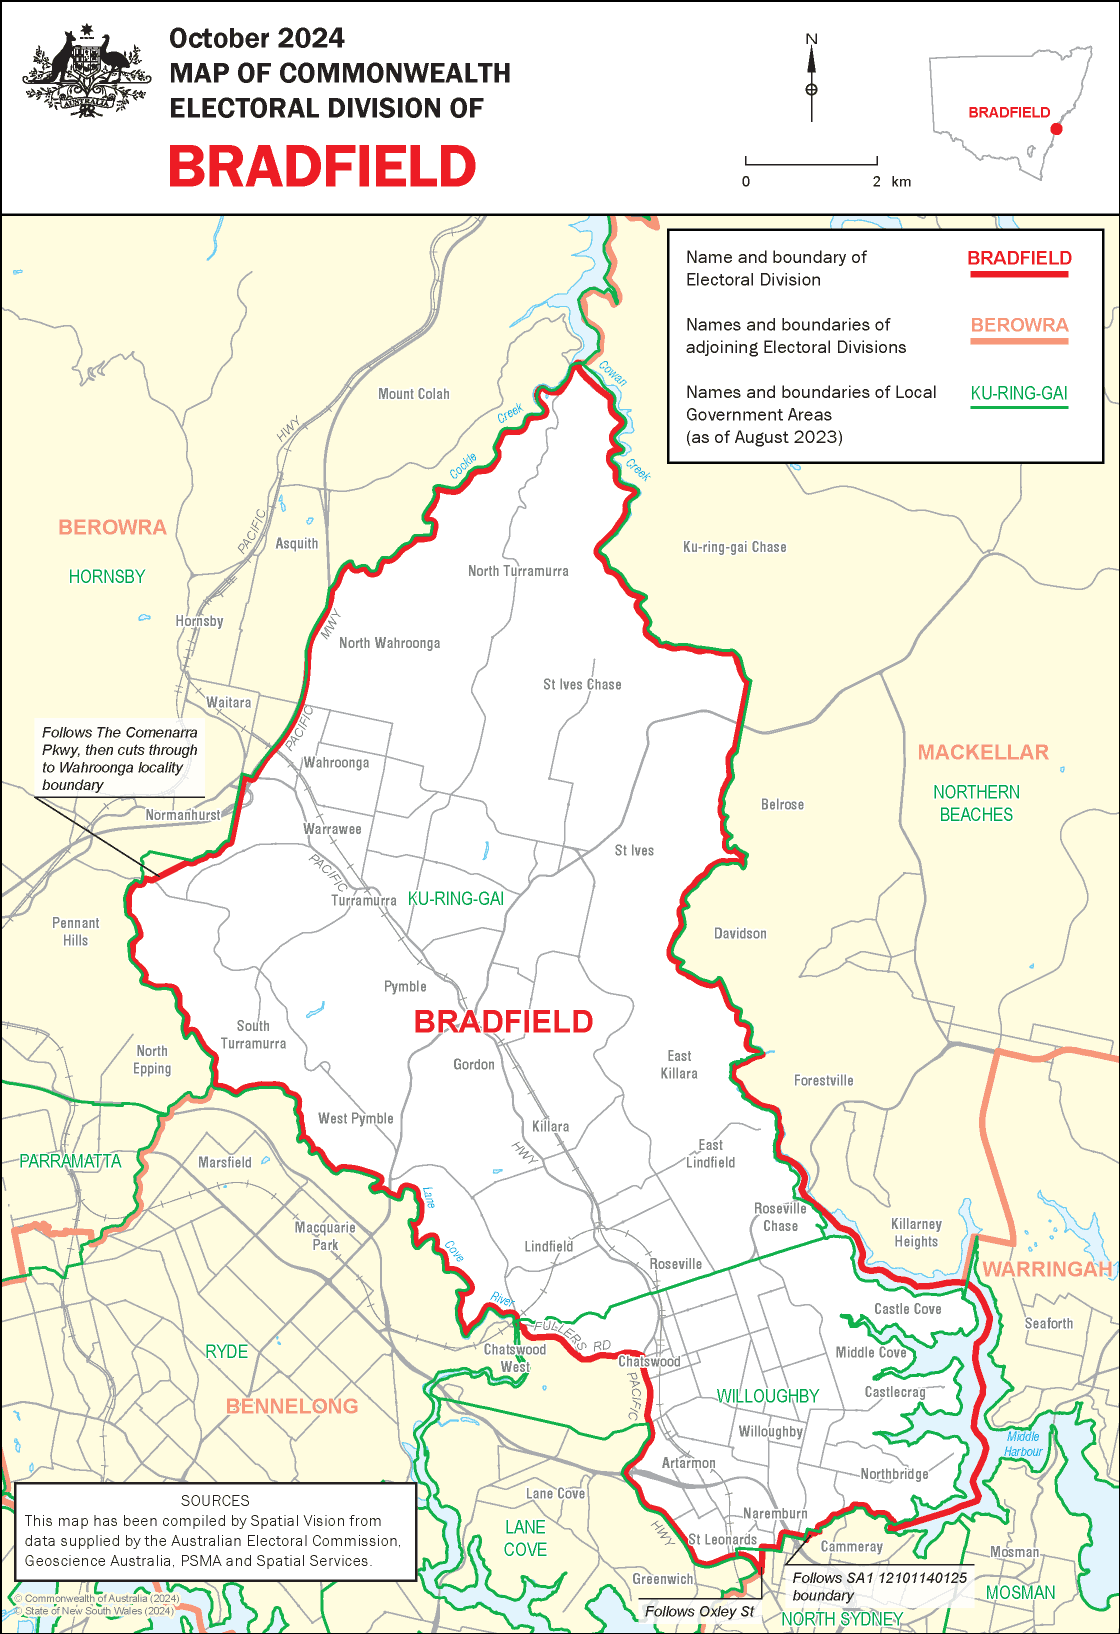 October 2024
MAP OF COMMONWEALTH
ELECTORAL DIVISION OF
BRADFIELD
AUSTRALIA
N
0 2 km
BRADFIELD
Name and boundary of
Electoral Division
BRADFIELD
Names and boundaries of
adjoining Electoral Divisions
BEROWRA
Names and boundaries of Local
Government Areas
(as of August 2023)
KU-RING-GAI
Cowan
Creek
Mount Colah
Creek
Cockle
HWY
PACIFIC
BEROWRA
HORNSBY
Asquith
Ku-ring-gai Chase
North Turramurra
Hornsby
MWY
North Wahroonga
St Ives Chase
Waitara
PACIFIC
Follows The Comenarra
Pkwy, then cuts through
to Wahroonga locality
boundary
Wahroonga
MACKELLAR
NORTHERN
BEACHES
Belrose
Normanhurst
Warrawee
St Ives
PACIFIC
Turramurra
KU-RING-GAI
Pennant
Hills
Davidson
Pymble
BRADFIELD
South
Turramurra
North
Epping
Gordon
East
Killara
Forestville
West Pymble
Killara
HWY
East
Lindfield
PARRAMATTA
Marsfield
Lane
Cove
River
Macquarie
Park
Roseville
Chase
Killarney
Heights
Lindfield
Roseville
WARRINGAH
Castle Cove
Seaforth
FULLERS RD
Chatswood
West
Chatswood
Middle Cove
RYDE
PACIFIC
WILLOUGHBY
Castlecrag
BENNELONG
Willoughby
Middle
Harbour
Artarmon
Northbridge
Lane Cove
SOURCES
This map has been compiled by Spatial Vision from
data supplied by the Australian Electoral Commission,
Geoscience Australia, PSMA and Spatial Services.
Naremburn
LANE
COVE
HWY
St Leonards
Cammeray
Mosman
Greenwich
Follows SA1 12101140125
boundary
MOSMAN
© Commonwealth of Australia (2024)
© State of New South Wales (2024)
Follows Oxley St
NORTH SYDNEY